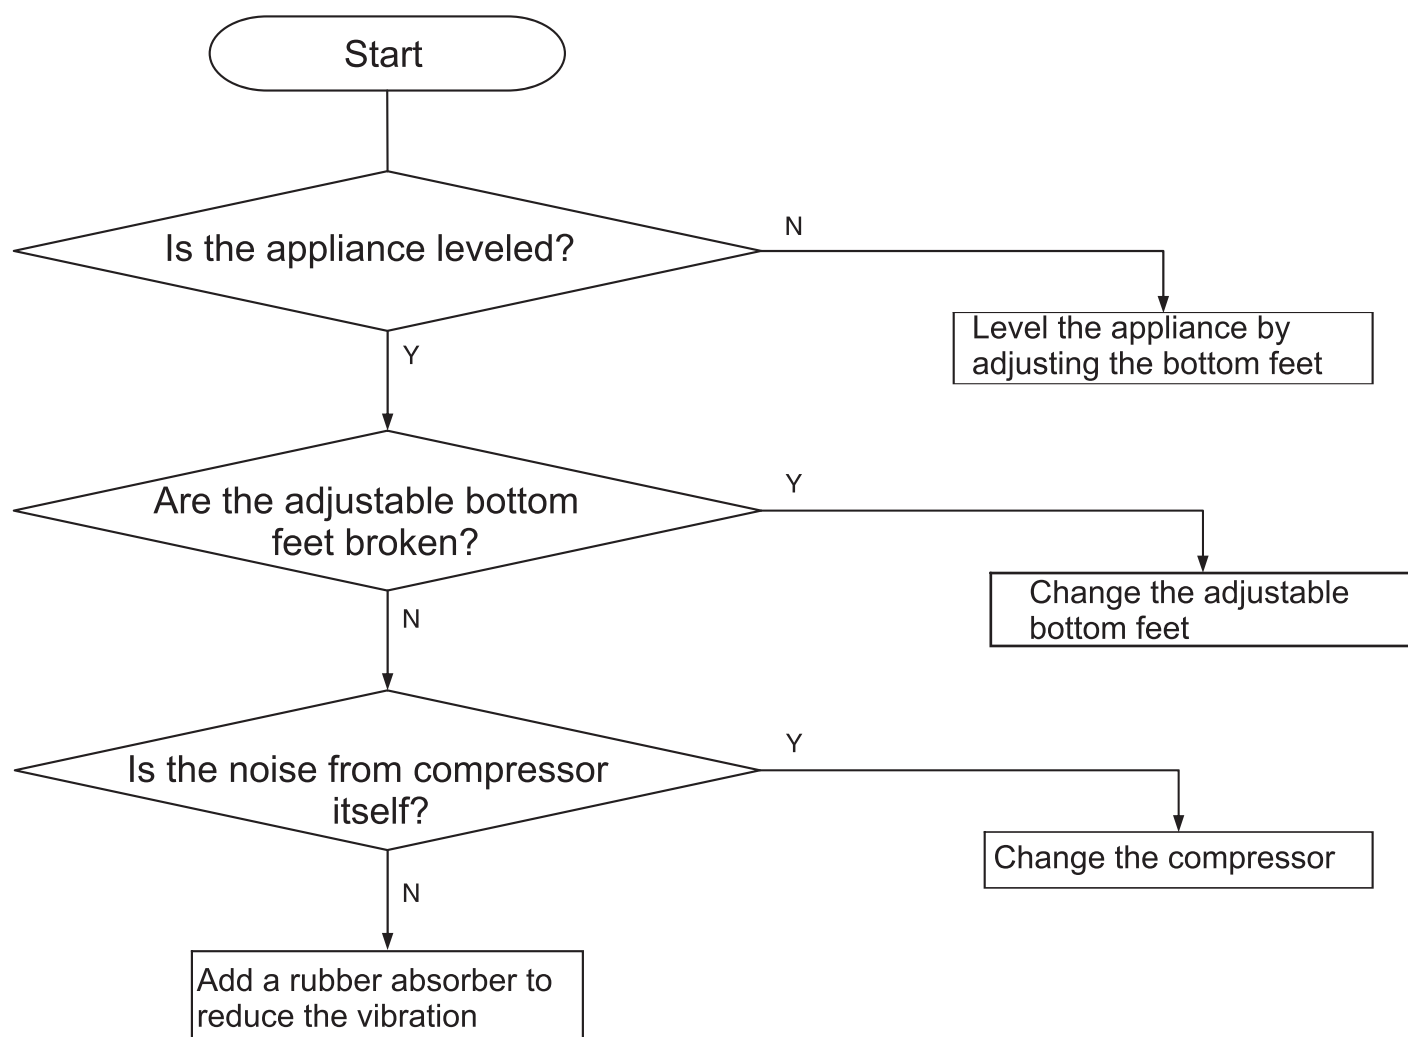 Start
Is the appliance leveled?
N
Level the appliance by
adjusting the bottom feet
Y
Are the adjustable bottom
feet broken?
Y
Change the adjustable
bottom feet
N
Is the noise from compressor
itself?
Y
Change the compressor
N
Add a rubber absorber to
reduce the vibration